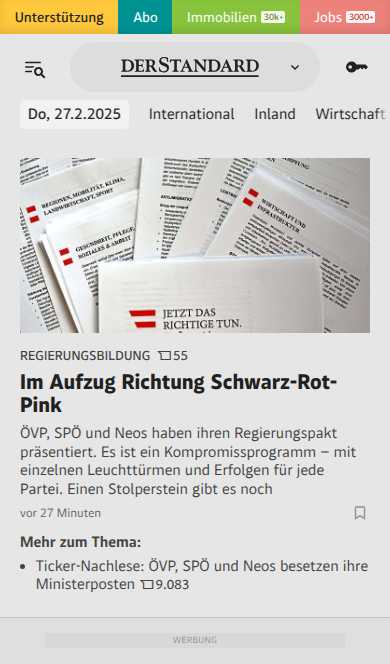 Unterstützung Abo Immobilien 30k+ Jobs 3000+
DERSTANDARD
Do, 27.2.2025 International Inland Wirtschaft
REGIONEN, MOBILITÄT, KLIMA,
LANDWIRTSCHAFT, SPORT
GESUNDHEIT, PFLEGE,
SOZIALES & ARBEIT
WIRTSCHAFT UND
INFRASTRUKTUR
JETZT DAS
RICHTIGE TUN.
REGIERUNGSBILDUNG 55
Im Aufzug Richtung Schwarz-Rot-
Pink
ÖVP, SPÖ und Neos haben ihren Regierungspakt
präsentiert. Es ist ein Kompromissprogramm – mit
einzelnen Leuchttürmen und Erfolgen für jede
Partei. Einen Stolperstein gibt es noch
vor 27 Minuten
Mehr zum Thema:
• Ticker-Nachlese: ÖVP, SPÖ und Neos besetzen ihre
Ministerposten 9.083
WERBUNG